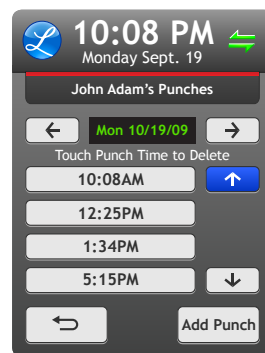 10:08 PM
Monday Sept. 19
John Adam's Punches
Mon 10/19/09
Touch Punch Time to Delete
10:08AM
12:25PM
1:34PM
5:15PM
Add Punch